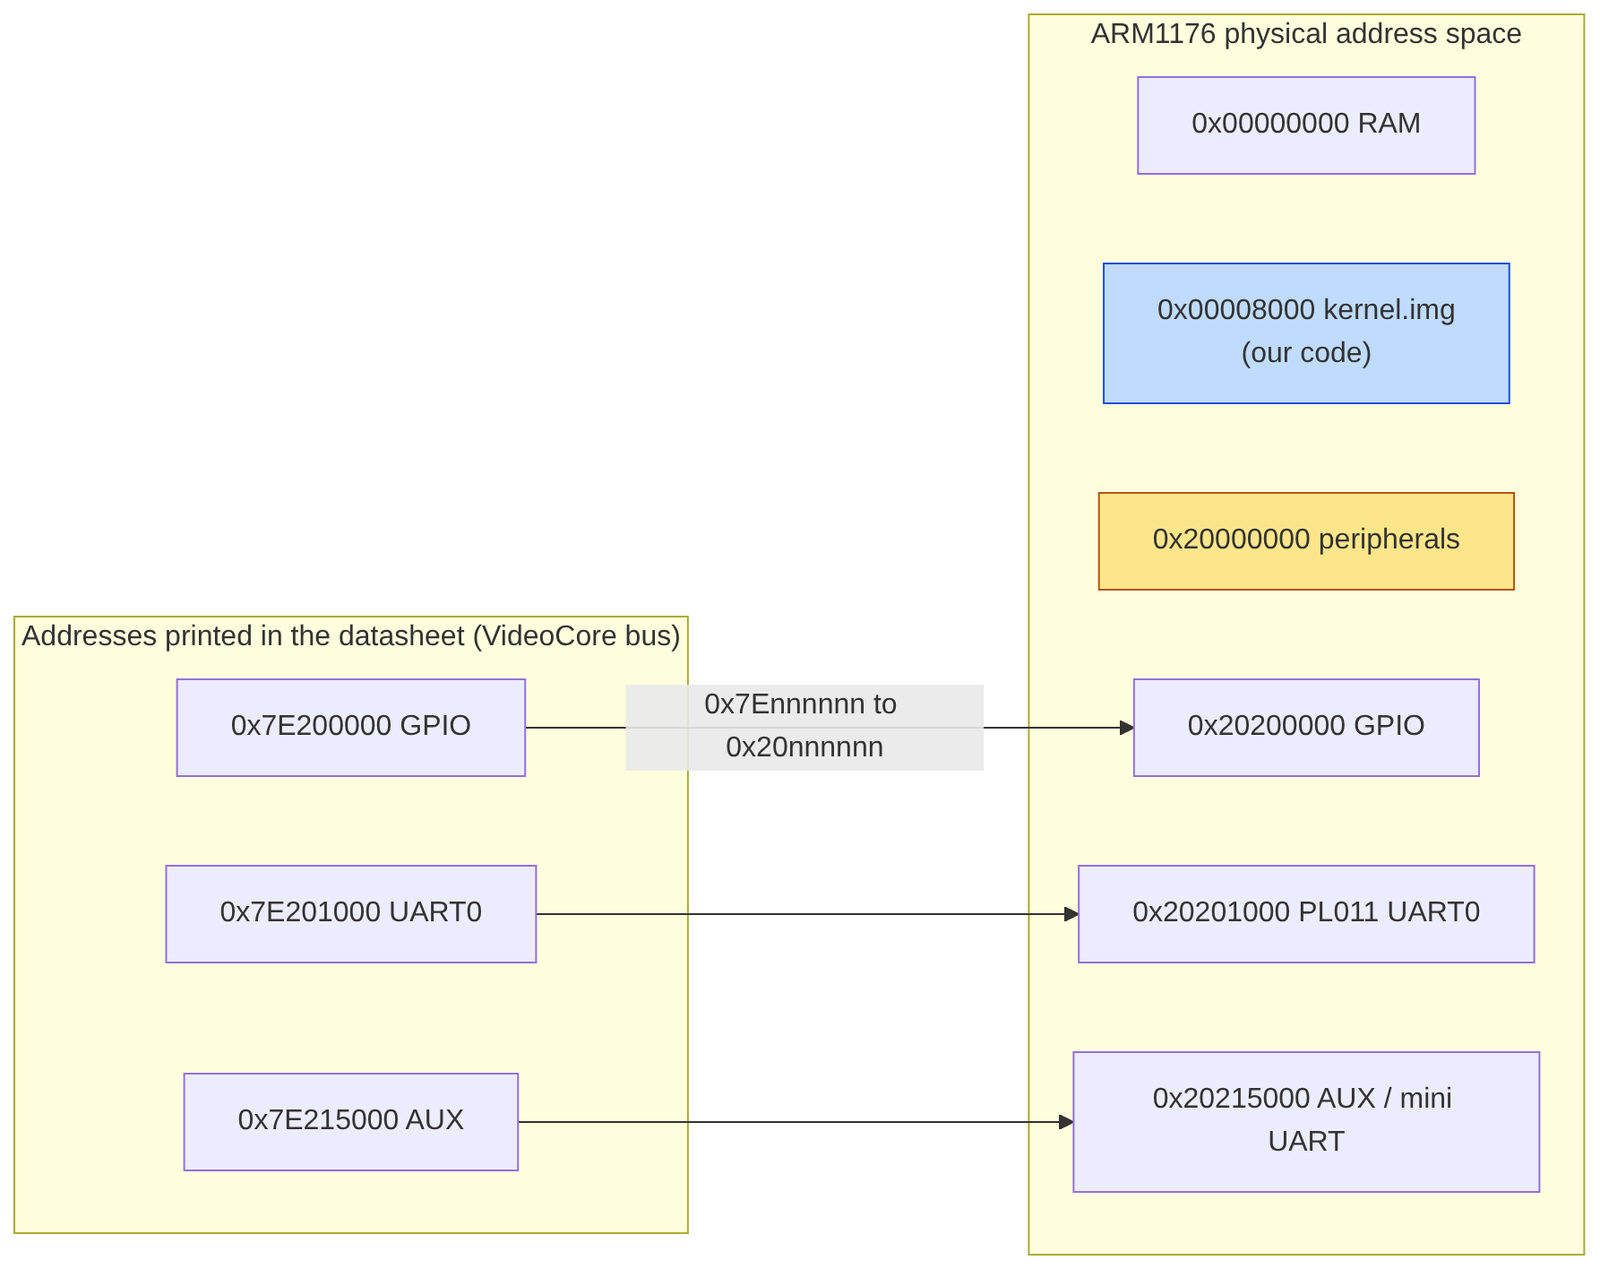 ARM1176 physical address space
0x00000000 RAM
0x00008000 kernel.img
(our code)
0x20000000 peripherals
Addresses printed in the datasheet (VideoCore bus)
0x7E200000 GPIO
0x7Ennnnnn to
0x20nnnnnn
0x20200000 GPIO
0x7E201000 UART0
0x20201000 PL011 UART0
0x7E215000 AUX
0x20215000 AUX / mini
UART